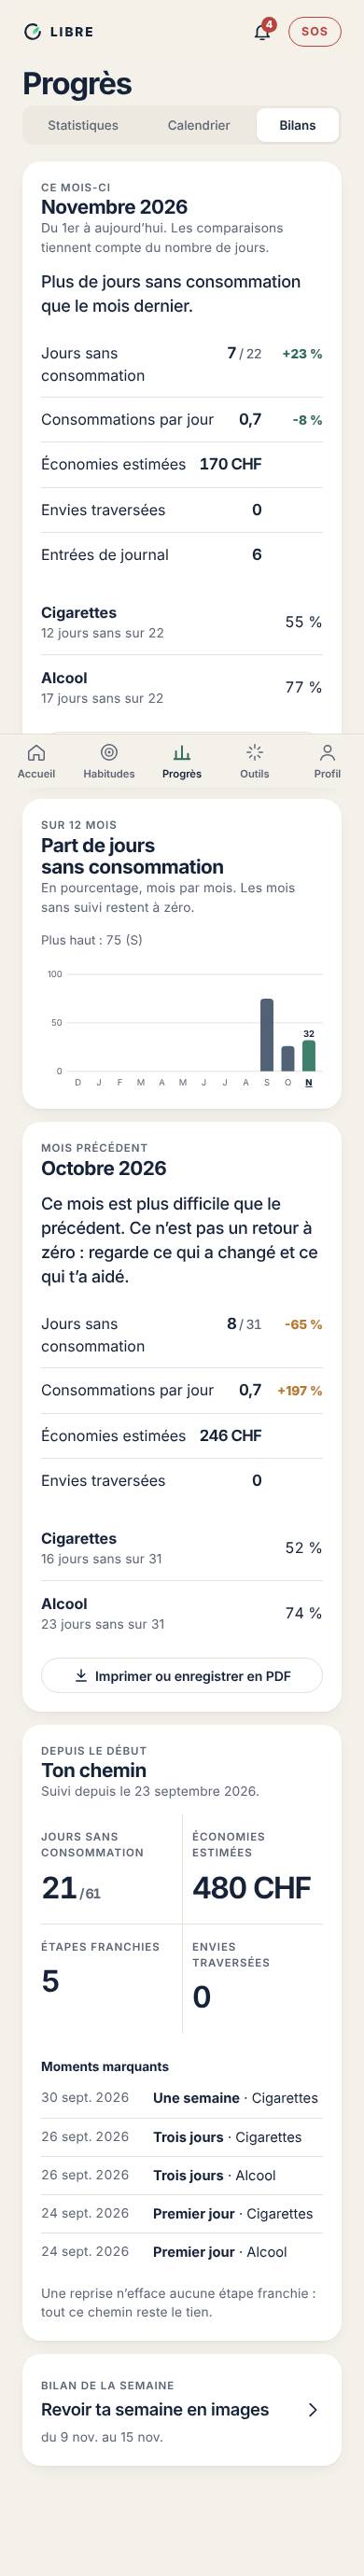 LIBRE
4
SOS
Progrès
Statistiques
Calendrier
Bilans
CE MOIS-CI
Novembre 2026
Du 1er à aujourd’hui. Les comparaisons
tiennent compte du nombre de jours.
Plus de jours sans consommation
que le mois dernier.
Jours sans
consommation
7 / 22
+23 %
Consommations par jour
0,7
-8 %
Économies estimées
170 CHF
Envies traversées
0
Entrées de journal
6
Cigarettes
12 jours sans sur 22
55 %
Alcool
17 jours sans sur 22
77 %
Accueil
Habitudes
Progrès
Outils
Profil
SUR 12 MOIS
Part de jours
sans consommation
En pourcentage, mois par mois. Les mois
sans suivi restent à zéro.
Plus haut : 75 (S)
100
50
0
32
D J F M A M J J A S O N
MOIS PRÉCÉDENT
Octobre 2026
Ce mois est plus difficile que le
précédent. Ce n’est pas un retour à
zéro : regarde ce qui a changé et ce
qui t’a aidé.
Jours sans
consommation
8 / 31
-65 %
Consommations par jour
0,7
+197 %
Économies estimées
246 CHF
Envies traversées
0
Cigarettes
16 jours sans sur 31
52 %
Alcool
23 jours sans sur 31
74 %
Imprimer ou enregistrer en PDF
DEPUIS LE DÉBUT
Ton chemin
Suivi depuis le 23 septembre 2026.
JOURS SANS
CONSOMMATION
21 / 61
ÉCONOMIES
ESTIMÉES
480 CHF
ÉTAPES FRANCHIES
5
ENVIES
TRAVERSÉES
0
Moments marquants
30 sept. 2026 Une semaine · Cigarettes
26 sept. 2026 Trois jours · Cigarettes
26 sept. 2026 Trois jours · Alcool
24 sept. 2026 Premier jour · Cigarettes
24 sept. 2026 Premier jour · Alcool
Une reprise n’efface aucune étape franchie :
tout ce chemin reste le tien.
BILAN DE LA SEMAINE
Revoir ta semaine en images
du 9 nov. au 15 nov.